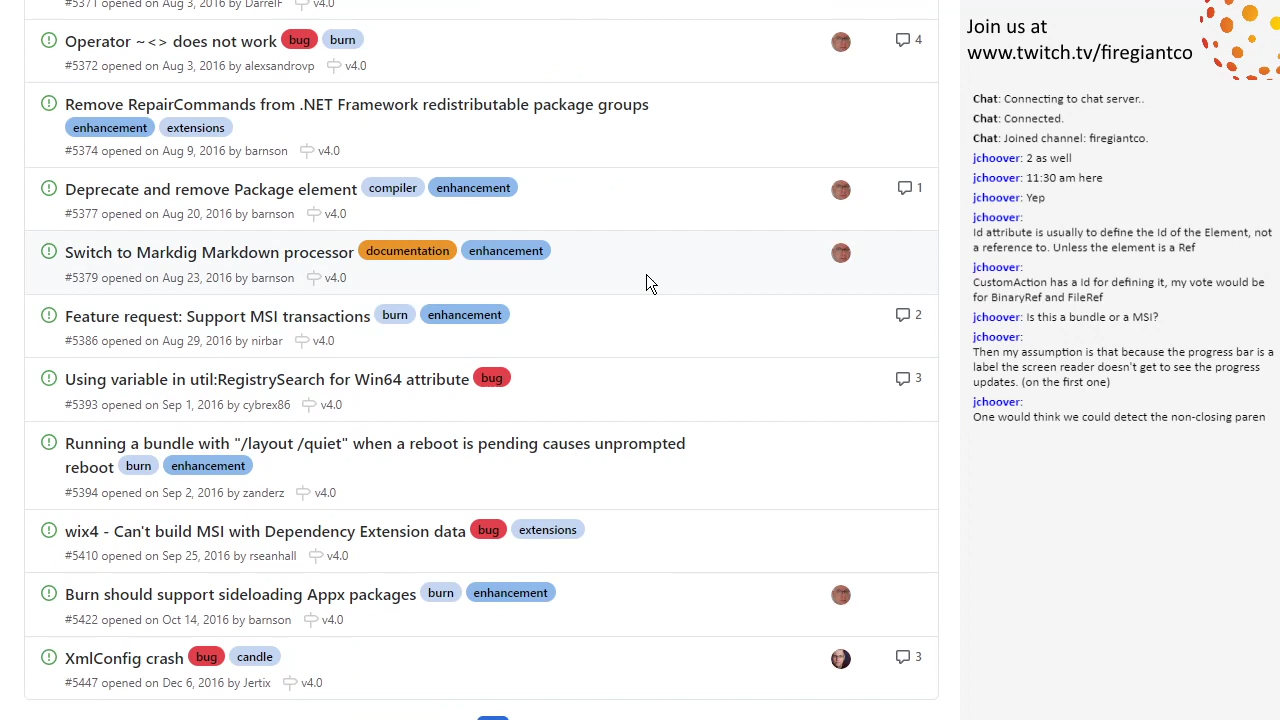 #5371 opened on Aug 3, 2016 by DarrelF v4.0
Operator ~<> does not work bug burn
4
#5372 opened on Aug 3, 2016 by alexsandrovp v4.0
Remove RepairCommands from .NET Framework redistributable package groups
enhancement extensions
#5374 opened on Aug 9, 2016 by barnson v4.0
Deprecate and remove Package element compiler enhancement
1
#5377 opened on Aug 20, 2016 by barnson v4.0
Switch to Markdig Markdown processor documentation enhancement
#5379 opened on Aug 23, 2016 by barnson v4.0
Feature request: Support MSI transactions burn enhancement
2
#5386 opened on Aug 29, 2016 by nirbar v4.0
Using variable in util:RegistrySearch for Win64 attribute bug
3
#5393 opened on Sep 1, 2016 by cybrex86 v4.0
Running a bundle with "/layout /quiet" when a reboot is pending causes unprompted
reboot burn enhancement
#5394 opened on Sep 2, 2016 by zanderz v4.0
wix4 - Can't build MSI with Dependency Extension data bug extensions
#5410 opened on Sep 25, 2016 by rseanhall v4.0
Burn should support sideloading Appx packages burn enhancement
#5422 opened on Oct 14, 2016 by barnson v4.0
XmlConfig crash bug candle
3
#5447 opened on Dec 6, 2016 by Jertix v4.0
Join us at
www.twitch.tv/firegiantco
Chat: Connecting to chat server..
Chat: Connected.
Chat: Joined channel: firegiantco.
jchoover: 2 as well
jchoover: 11:30 am here
jchoover: Yep
jchoover:
Id attribute is usually to define the Id of the Element, not
a reference to. Unless the element is a Ref
jchoover:
CustomAction has a Id for defining it, my vote would be
for BinaryRef and FileRef
jchoover: Is this a bundle or a MSI?
jchoover:
Then my assumption is that because the progress bar is a
label the screen reader doesn't get to see the progress
updates. (on the first one)
jchoover:
One would think we could detect the non-closing paren